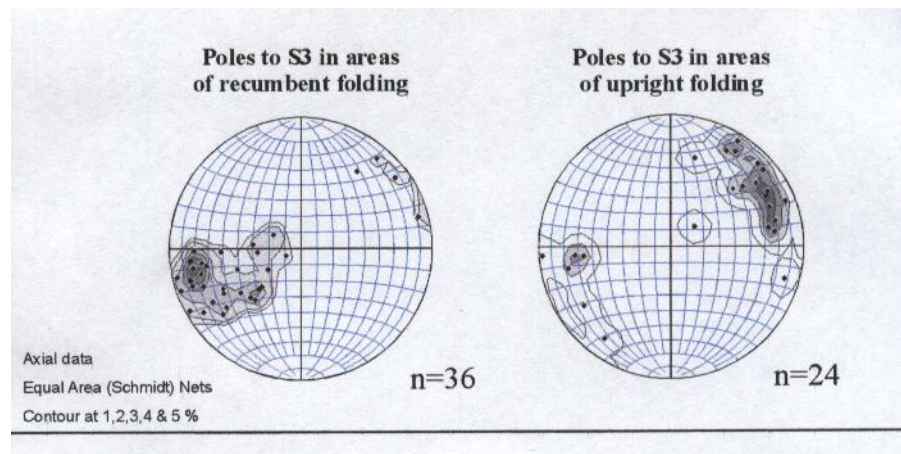 Poles to S3 in areas
of recumbent folding
Poles to S3 in areas
of upright folding
n=36
n=24
Axial data
Equal Area (Schmidt) Nets
Contour at 1,2,3,4 & 5 %